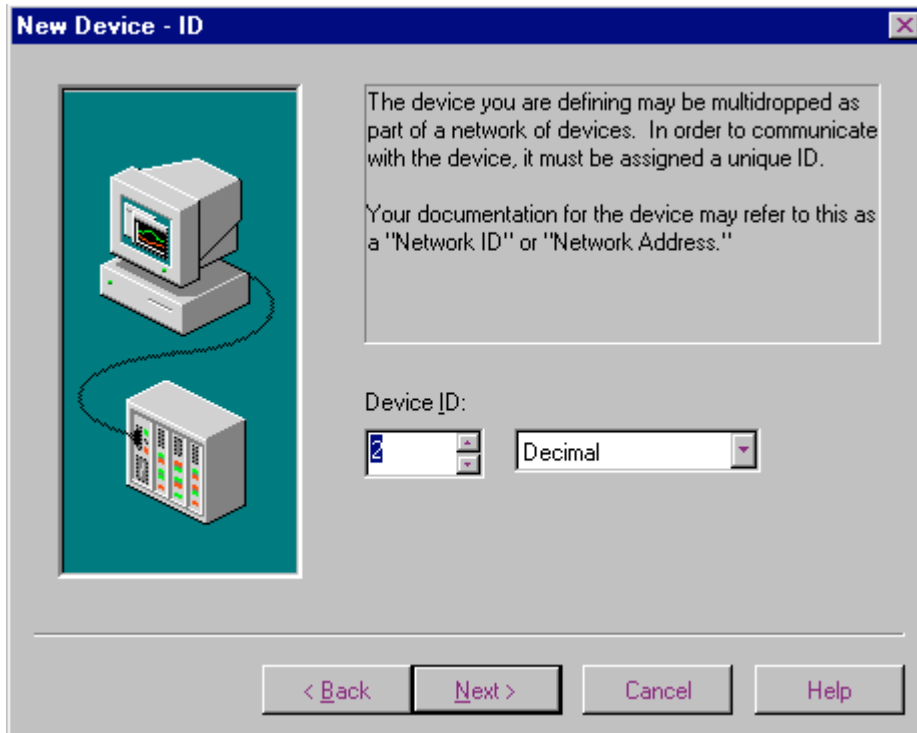 New Device - ID
The device you are defining may be multidropped as
part of a network of devices.  In order to communicate
with the device, it must be assigned a unique ID.
Your documentation for the device may refer to this as
a "Network ID" or "Network Address."
Device ID:
2 Decimal
< Back Next > Cancel Help